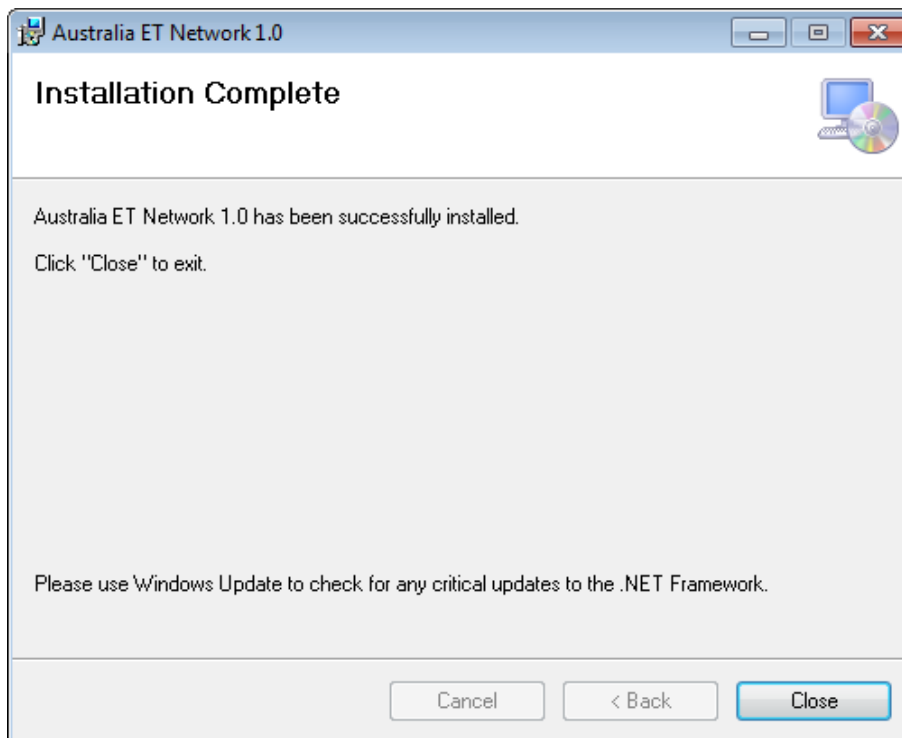 Australia ET Network 1.0
Installation Complete
Australia ET Network 1.0 has been successfully installed.
Click "Close" to exit.
Please use Windows Update to check for any critical updates to the .NET Framework.
Cancel
< Back
Close